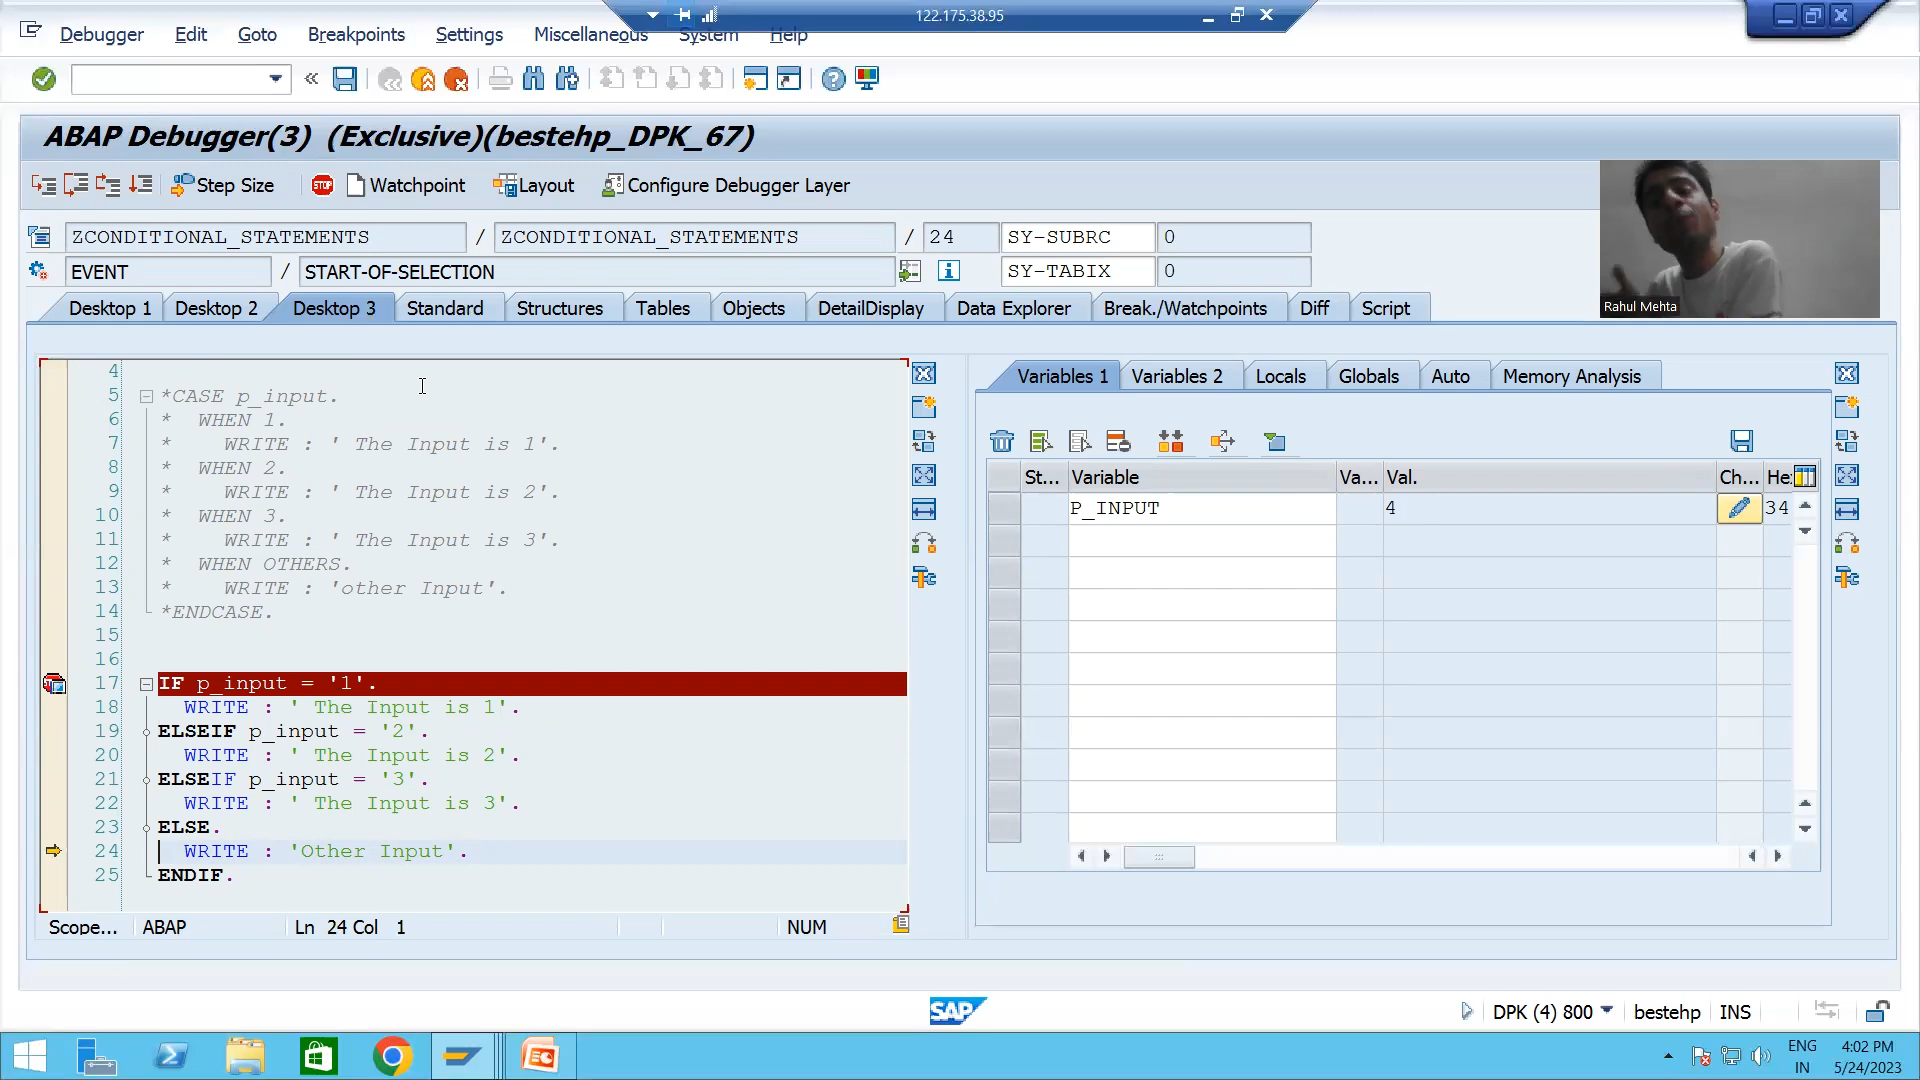 122.175.38.95
Debugger Edit Goto Breakpoints Settings Miscellaneous System Help
ABAP Debugger(3) (Exclusive)(bestehp_DPK_67)
Step Size STOP Watchpoint Layout Configure Debugger Layer
ZCONDITIONAL_STATEMENTS / ZCONDITIONAL_STATEMENTS / 24 SY-SUBRC 0
EVENT / START-OF-SELECTION SY-TABIX 0
Rahul Mehta
Desktop 1 Desktop 2 Desktop 3 Standard Structures Tables Objects DetailDisplay Data Explorer Break./Watchpoints Diff Script
Variables 1 Variables 2 Locals Globals Auto Memory Analysis
St... Variable Va... Val. Ch... He
P_INPUT 4 34
4
5 *CASE p_input.
6 * WHEN 1.
7 * WRITE : ' The Input is 1'.
8 * WHEN 2.
9 * WRITE : ' The Input is 2'.
10 * WHEN 3.
11 * WRITE : ' The Input is 3'.
12 * WHEN OTHERS.
13 * WRITE : 'other Input'.
14 *ENDCASE.
15
16
17 IF p_input = '1'.
18 WRITE : ' The Input is 1'.
19 ELSEIF p_input = '2'.
20 WRITE : ' The Input is 2'.
21 ELSEIF p_input = '3'.
22 WRITE : ' The Input is 3'.
23 ELSE.
24 WRITE : 'Other Input'.
25 ENDIF.
Scope... ABAP Ln 24 Col 1 NUM
SAP DPK (4) 800 bestehp INS
ENG 4:02 PM
IN 5/24/2023